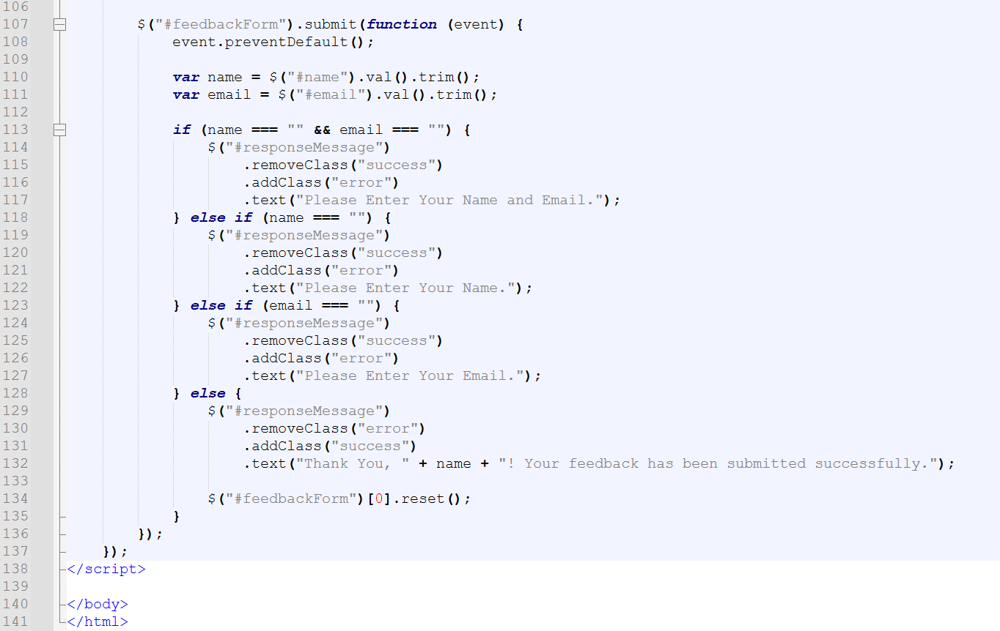 106
107 $("#feedbackForm").submit(function (event) {
108 event.preventDefault();
109
110 var name = $("#name").val().trim();
111 var email = $("#email").val().trim();
112
113 if (name === "" && email === "") {
114 $("#responseMessage")
115 .removeClass("success")
116 .addClass("error")
117 .text("Please Enter Your Name and Email.");
118 } else if (name === "") {
119 $("#responseMessage")
120 .removeClass("success")
121 .addClass("error")
122 .text("Please Enter Your Name.");
123 } else if (email === "") {
124 $("#responseMessage")
125 .removeClass("success")
126 .addClass("error")
127 .text("Please Enter Your Email.");
128 } else {
129 $("#responseMessage")
130 .removeClass("error")
131 .addClass("success")
132 .text("Thank You, " + name + "! Your feedback has been submitted successfully.");
133
134 $("#feedbackForm")[0].reset();
135 }
136 });
137 });
138 </script>
139
140 </body>
141 </html>